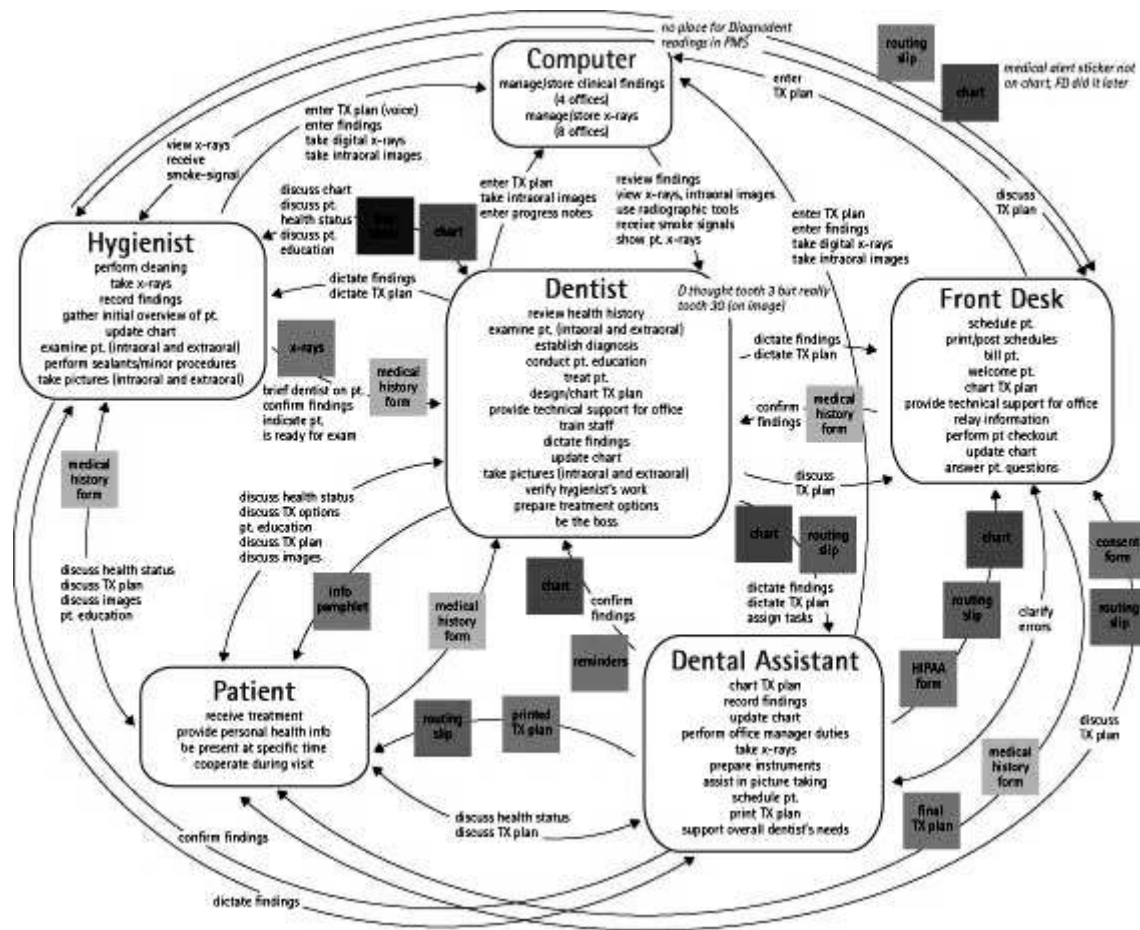 no place for Diagnodent
readings in PMS
routing
slip
chart
medical alert sticker not
on chart, FD did it later
Computer
manage/store clinical findings
(4 offices)
manage/store x-rays
(8 offices)
enter
TX plan
enter TX plan (voice)
enter findings
take digital x-rays
take intraoral images
view x-rays
receive
smoke-signal
discuss chart
discuss pt.
health status
discuss pt.
education
chart
enter TX plan
take intraoral images
enter progress notes
review findings
view x-rays, intraoral images
use radiographic tools
receive smoke signals
show pt. x-rays
enter TX plan
enter findings
take digital x-rays
take intraoral images
discuss
TX plan
Hygienist
perform cleaning
take x-rays
record findings
gather initial overview of pt.
update chart
examine pt. (intraoral and extraoral)
perform sealants/minor procedures
take pictures (intraoral and extraoral)
dictate findings
dictate TX plan
x-rays
brief dentist on pt.
confirm findings
indicate pt.
is ready for exam
medical
history
form
Dentist
review health history
examine pt. (intaoral and extraoral)
establish diagnosis
conduct pt. education
treat pt.
design/chart TX plan
provide technical support for office
train staff
dictate findings
update chart
take pictures (intraoral and extraoral)
verify hygienist's work
prepare treatment options
be the boss
D thought tooth 3 but really
tooth 30 (on image)
dictate findings
dictate TX plan
confirm
findings
medical
history
form
discuss
TX plan
Front Desk
schedule pt.
print/post schedules
bill pt.
welcome pt.
chart TX plan
provide technical support for office
relay information
perform pt checkout
update chart
answer pt. questions
medical
history
form
discuss health status
discuss TX options
pt. education
discuss TX plan
discuss images
discuss health status
discuss TX plan
discuss images
pt. education
info
pamphlet
medical
history
form
chart
confirm
findings
reminders
chart
routing
slip
dictate findings
dictate TX plan
assign tasks
chart
routing
slip
HIPAA
form
clarify
errors
consent
form
routing
slip
Patient
receive treatment
provide personal health info
be present at specific time
cooperate during visit
routing
slip
printed
TX plan
Dental Assistant
chart TX plan
record findings
update chart
perform office manager duties
take x-rays
prepare instruments
assist in picture taking
schedule pt.
print TX plan
support overall dentist's needs
discuss
TX plan
medical
history
form
final
TX plan
discuss health status
discuss TX plan
confirm findings
dictate findings